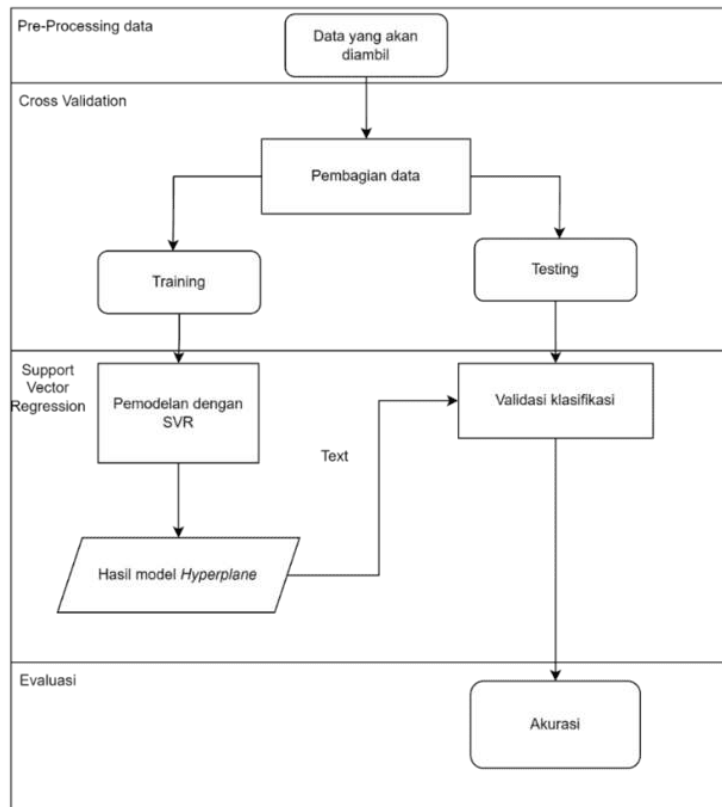 Pre-Processing data
Data yang akan
diambil
Cross Validation
Pembagian data
Training
Testing
Support
Vector
Regression
Pemodelan dengan
SVR
Validasi klasifikasi
Text
Hasil model Hyperplane
Evaluasi
Akurasi